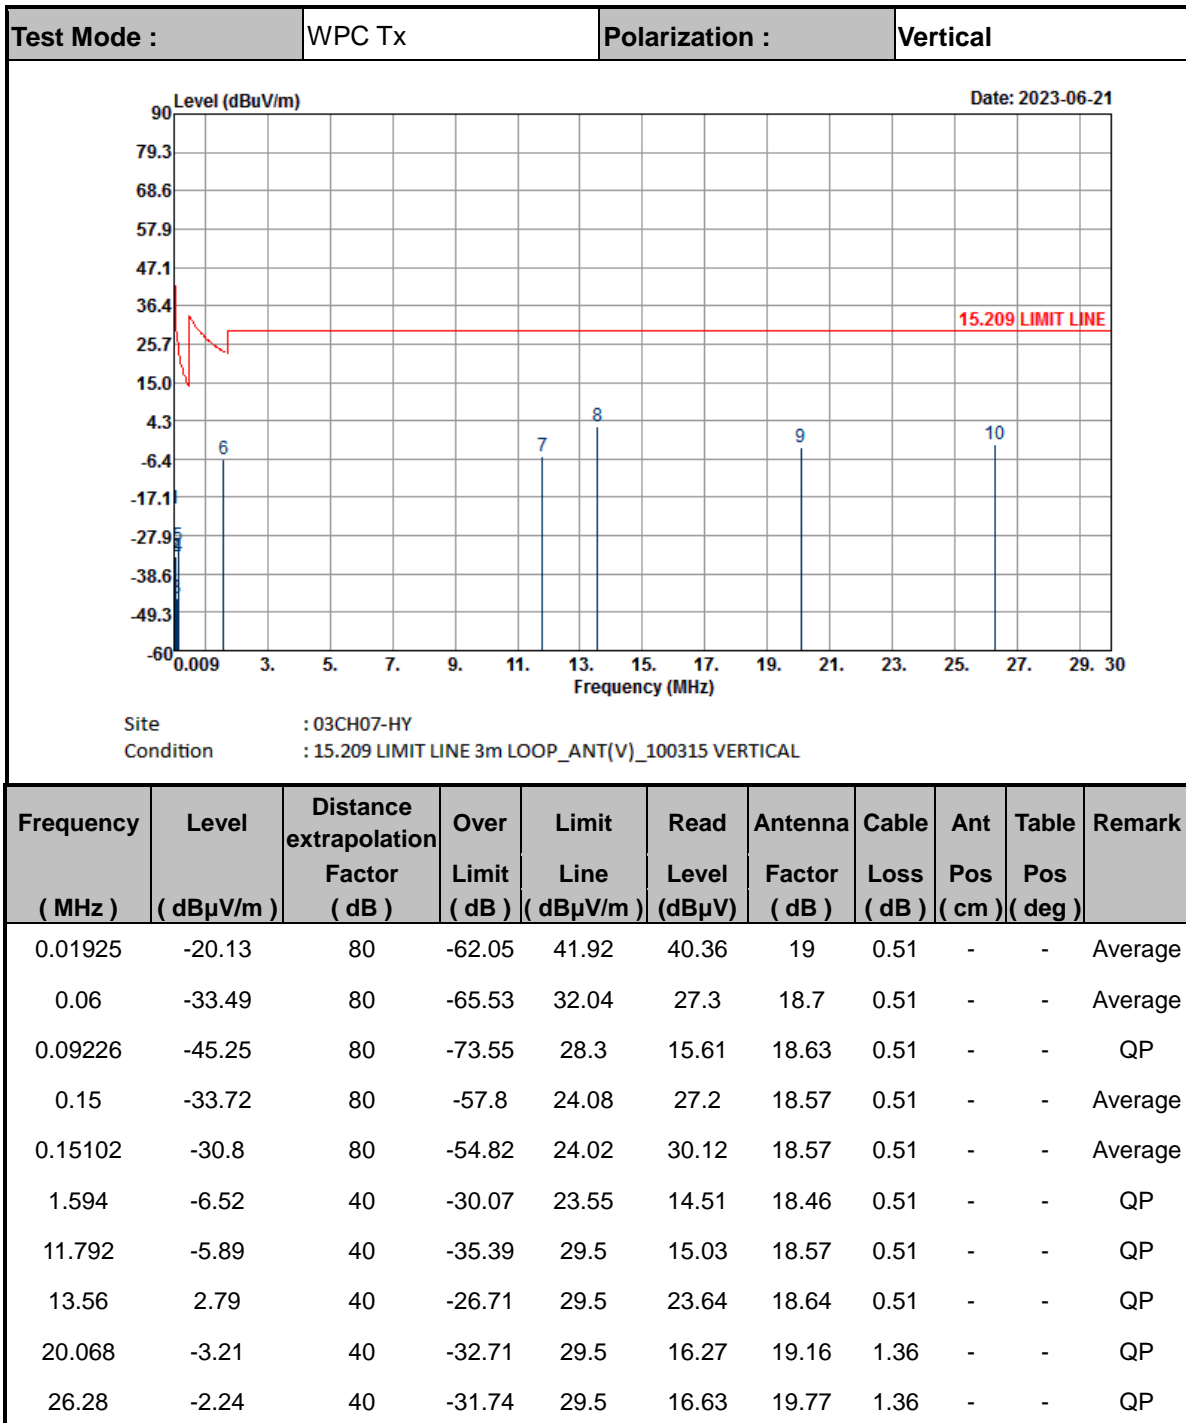 Test Mode : WPC Tx Polarization : Vertical
Level (dBuV/m) Date: 2023-06-21
90
79.3
68.6
57.9
47.1
36.4
25.7
15.0
4.3
-6.4
-17.1
-27.9
-38.6
-49.3
-60
15.209 LIMIT LINE
5
6
7
8
9
10
0.009 3. 5. 7. 9. 11. 13. 15. 17. 19. 21. 23. 25. 27. 29. 30
Frequency (MHz)
Site : 03CH07-HY
Condition : 15.209 LIMIT LINE 3m LOOP_ANT(V)_100315 VERTICAL
Frequency Level Distance extrapolation Over Limit Read Antenna Cable Ant Table Remark
Factor Limit Line Level Factor Loss Pos Pos
( MHz ) ( dBµV/m ) ( dB ) ( dB ) ( dBµV/m ) (dBµV) ( dB ) ( dB ) ( cm ) ( deg )
0.01925 -20.13 80 -62.05 41.92 40.36 19 0.51 - - Average
0.06 -33.49 80 -65.53 32.04 27.3 18.7 0.51 - - Average
0.09226 -45.25 80 -73.55 28.3 15.61 18.63 0.51 - - QP
0.15 -33.72 80 -57.8 24.08 27.2 18.57 0.51 - - Average
0.15102 -30.8 80 -54.82 24.02 30.12 18.57 0.51 - - Average
1.594 -6.52 40 -30.07 23.55 14.51 18.46 0.51 - - QP
11.792 -5.89 40 -35.39 29.5 15.03 18.57 0.51 - - QP
13.56 2.79 40 -26.71 29.5 23.64 18.64 0.51 - - QP
20.068 -3.21 40 -32.71 29.5 16.27 19.16 1.36 - - QP
26.28 -2.24 40 -31.74 29.5 16.63 19.77 1.36 - - QP